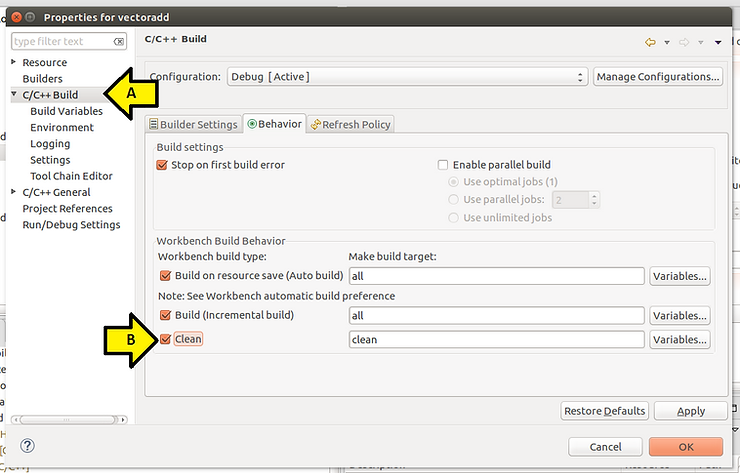 Properties for vectoradd
type filter text
Resource
Builders
C/C++ Build
Build Variables
Environment
Logging
Settings
Tool Chain Editor
C/C++ General
Project References
Run/Debug Settings
A
C/C++ Build
Configuration: Debug [Active] Manage Configurations...
Builder Settings Behavior Refresh Policy
Build settings
Stop on first build error Enable parallel build
Use optimal jobs (1)
Use parallel jobs: 2
Use unlimited jobs
Workbench Build Behavior
Workbench build type: Make build target:
Build on resource save (Auto build) all Variables...
Note: See Workbench automatic build preference
Build (Incremental build) all Variables...
B Clean clean Variables...
Restore Defaults Apply
Cancel OK